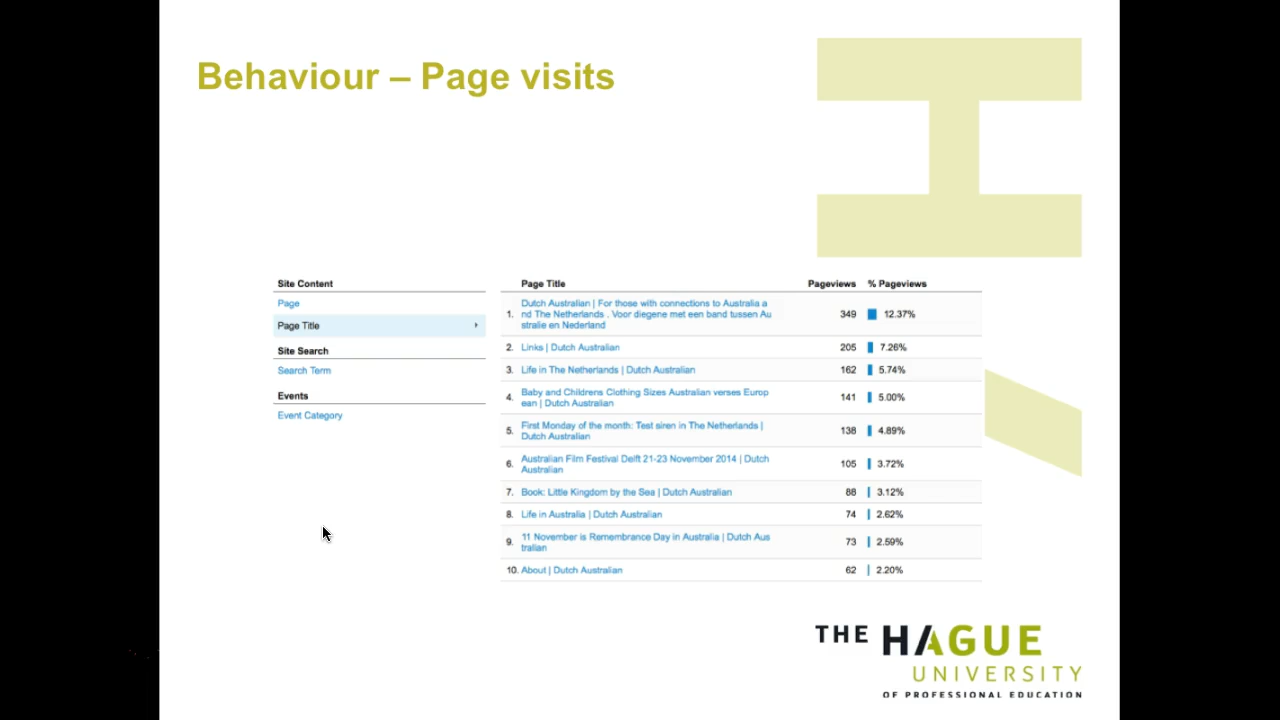 Behaviour – Page visits
Site Content
Page
Page Title
Site Search
Search Term
Events
Event Category
Page Title Pageviews % Pageviews
1. Dutch Australian | For those with connections to Australia a
nd The Netherlands . Voor diegene met een band tussen Au
stralie en Nederland 349 12.37%
2. Links | Dutch Australian 205 7.26%
3. Life in The Netherlands | Dutch Australian 162 5.74%
4. Baby and Childrens Clothing Sizes Australian verses Europ
ean | Dutch Australian 141 5.00%
5. First Monday of the month: Test siren in The Netherlands |
Dutch Australian 138 4.89%
6. Australian Film Festival Delft 21-23 November 2014 | Dutch
Australian 105 3.72%
7. Book: Little Kingdom by the Sea | Dutch Australian 88 3.12%
8. Life in Australia | Dutch Australian 74 2.62%
9. 11 November is Remembrance Day in Australia | Dutch Aus
tralian 73 2.59%
10. About | Dutch Australian 62 2.20%
THE HAGUE
UNIVERSITY
OF PROFESSIONAL EDUCATION